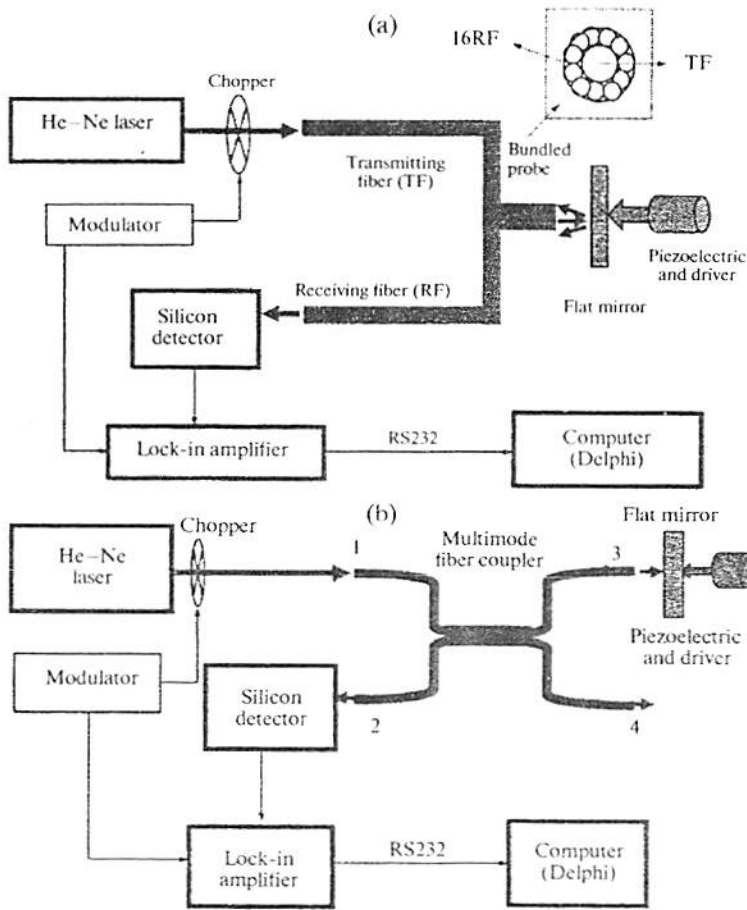 (a)
16RF
TF
Chopper
He–Ne laser
Bundled
probe
Transmitting
fiber (TF)
Modulator
Piezoelectric
and driver
Receiving fiber (RF)
Flat mirror
Silicon
detector
Lock-in amplifier
RS232
Computer
(Delphi)
(b)
Chopper
Flat mirror
He–Ne
laser
1
Multimode
fiber coupler
3
Piezoelectric
and driver
Modulator
Silicon
detector
2
4
Lock-in
amplifier
RS232
Computer
(Delphi)